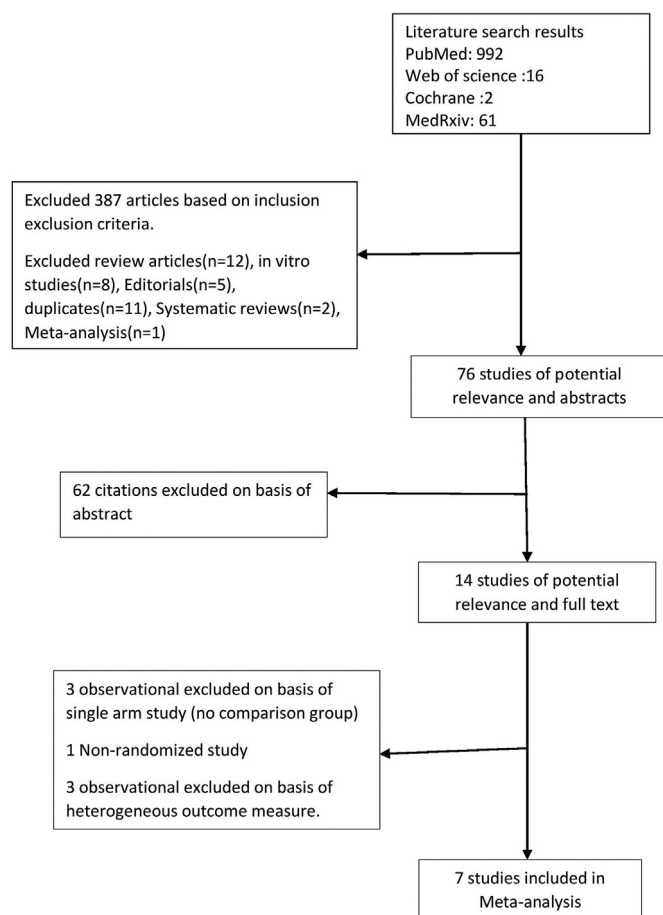 Literature search results
PubMed: 992
Web of science :16
Cochrane :2
MedRxiv: 61
Excluded 387 articles based on inclusion
exclusion criteria.
Excluded review articles(n=12), in vitro
studies(n=8), Editorials(n=5),
duplicates(n=11), Systematic reviews(n=2),
Meta-analysis(n=1)
76 studies of potential
relevance and abstracts
62 citations excluded on basis of
abstract
14 studies of potential
relevance and full text
3 observational excluded on basis of
single arm study (no comparison group)
1 Non-randomized study
3 observational excluded on basis of
heterogeneous outcome measure.
7 studies included in
Meta-analysis